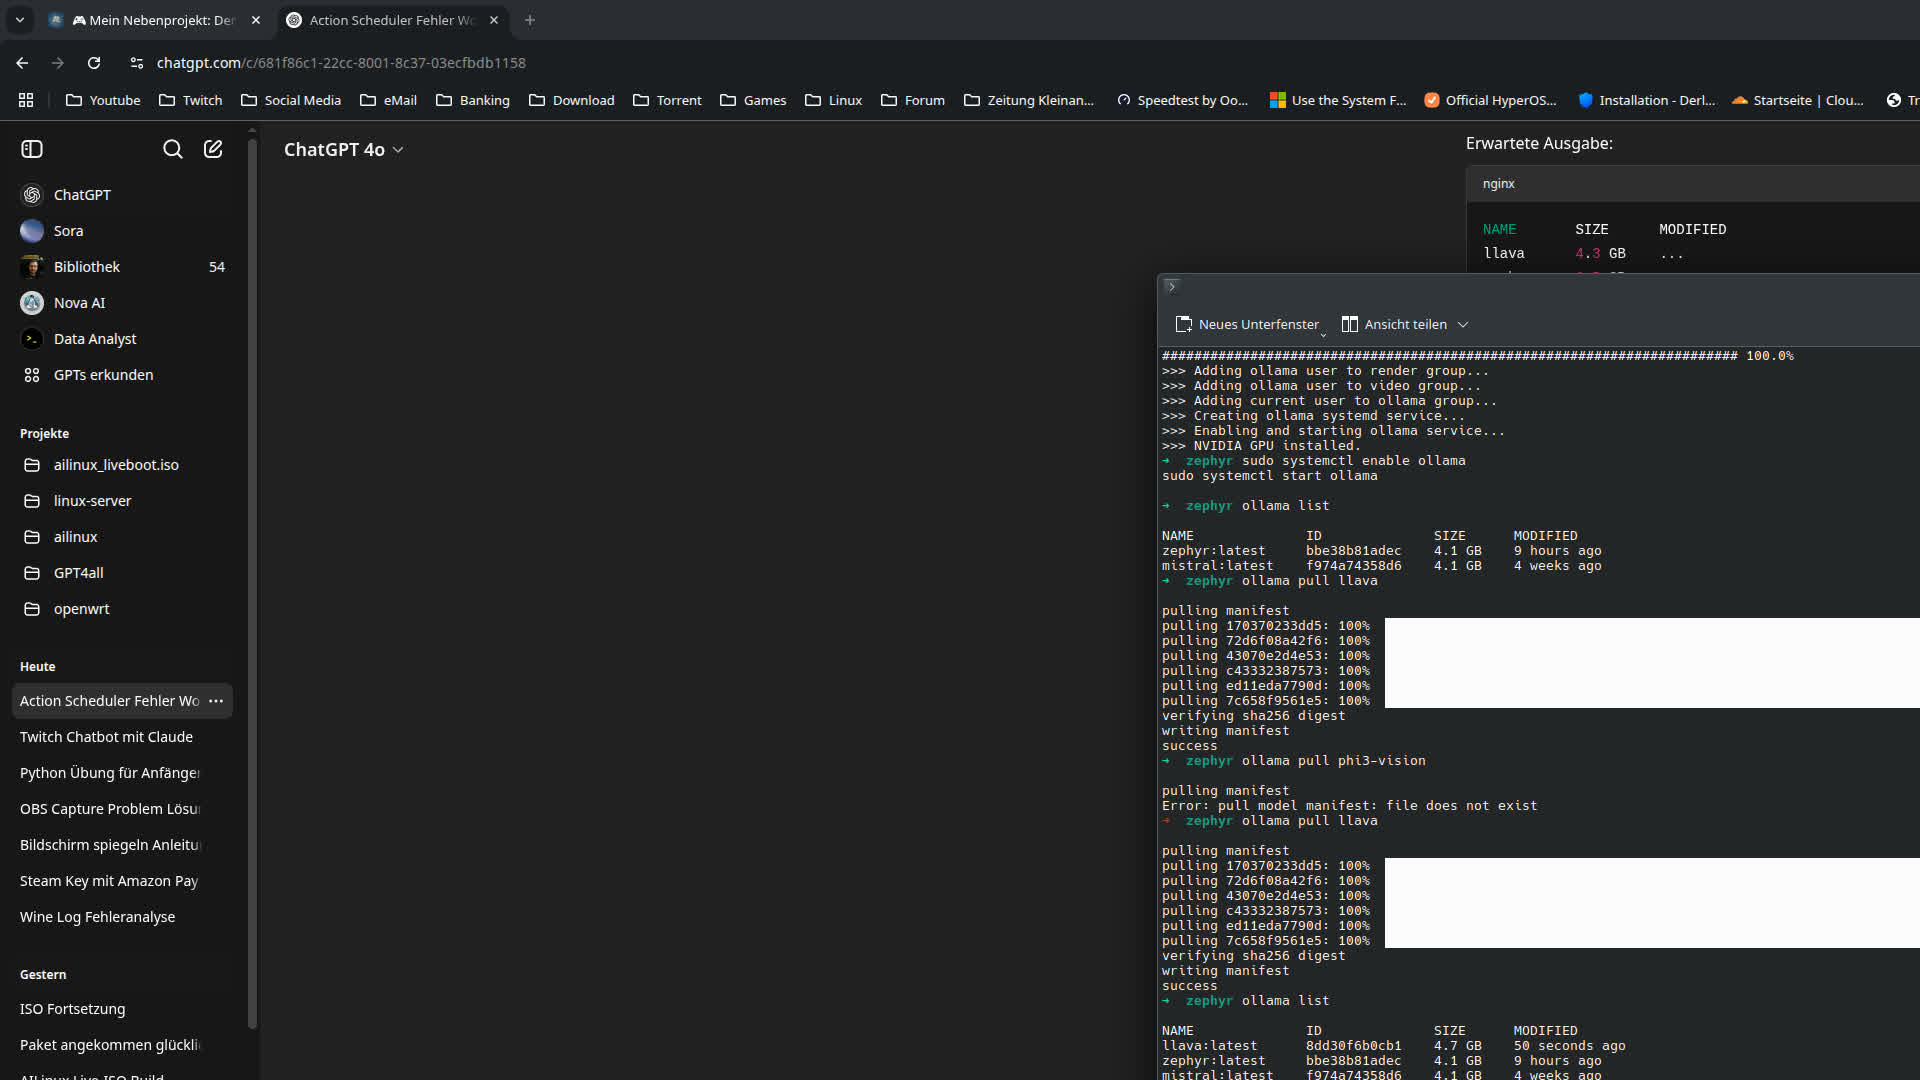 🎮 Mein Nebenprojekt: Der
Action Scheduler Fehler Wo
chatgpt.com/c/681f86c1-22cc-8001-8c37-03ecfbdb1158
Youtube
Twitch
Social Media
eMail
Banking
Download
Torrent
Games
Linux
Forum
Zeitung Kleinan...
Speedtest by Oo...
Use the System F...
Official HyperOS...
Installation - Derl...
Startseite | Clou...
Tr
ChatGPT 4o
ChatGPT
Sora
Bibliothek 54
Nova AI
Data Analyst
GPTs erkunden
Projekte
ailinux_liveboot.iso
linux-server
ailinux
GPT4all
openwrt
Heute
Action Scheduler Fehler Wo
Twitch Chatbot mit Claude
Python Übung für Anfänger
OBS Capture Problem Lösu
Bildschirm spiegeln Anleitu
Steam Key mit Amazon Pay
Wine Log Fehleranalyse
Gestern
ISO Fortsetzung
Paket angekommen glückli
AILinux Live ISO Build
Erwartete Ausgabe:
nginx
NAME SIZE MODIFIED
llava 4.3 GB ...
Neues Unterfenster
Ansicht teilen
######################################################################## 100.0%
>>> Adding ollama user to render group...
>>> Adding ollama user to video group...
>>> Adding current user to ollama group...
>>> Creating ollama systemd service...
>>> Enabling and starting ollama service...
>>> NVIDIA GPU installed.
➜ zephyr sudo systemctl enable ollama
sudo systemctl start ollama
➜ zephyr ollama list
NAME ID SIZE MODIFIED
zephyr:latest bbe38b81adec 4.1 GB 9 hours ago
mistral:latest f974a74358d6 4.1 GB 4 weeks ago
➜ zephyr ollama pull llava
pulling manifest
pulling 170370233dd5: 100%
pulling 72d6f08a42f6: 100%
pulling 43070e2d4e53: 100%
pulling c43332387573: 100%
pulling ed11eda7790d: 100%
pulling 7c658f9561e5: 100%
verifying sha256 digest
writing manifest
success
➜ zephyr ollama pull phi3-vision
pulling manifest
Error: pull model manifest: file does not exist
➜ zephyr ollama pull llava
pulling manifest
pulling 170370233dd5: 100%
pulling 72d6f08a42f6: 100%
pulling 43070e2d4e53: 100%
pulling c43332387573: 100%
pulling ed11eda7790d: 100%
pulling 7c658f9561e5: 100%
verifying sha256 digest
writing manifest
success
➜ zephyr ollama list
NAME ID SIZE MODIFIED
llava:latest 8dd30f6b0cb1 4.7 GB 50 seconds ago
zephyr:latest bbe38b81adec 4.1 GB 9 hours ago
mistral:latest f974a74358d6 4.1 GB 4 weeks ago